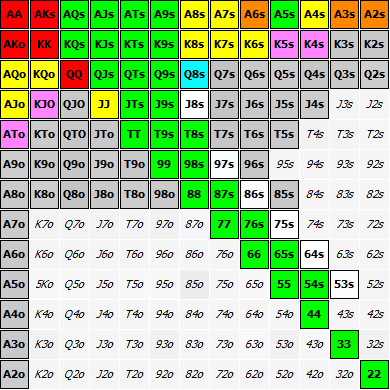 AA AKs AQs AJs ATs A9s A8s A7s A6s A5s A4s A3s A2s
AKo KK KQs KJs KTs K9s K8s K7s K6s K5s K4s K3s K2s
AQo KQo QQ QJs QTs Q9s Q8s Q7s Q6s Q5s Q4s Q3s Q2s
AJo KJO QJO JJ JTs J9s J8s J7s J6s J5s J4s J3s J2s
ATo KTo QTO JTo TT T9s T8s T7s T6s T5s T4s T3s T2s
A9o K9o Q9o J9o T9o 99 98s 97s 96s 95s 94s 93s 92s
A8o K8o Q8o J8o T8o 98o 88 87s 86s 85s 84s 83s 82s
A7o K7o Q7o J7o T7o 97o 87o 77 76s 75s 74s 73s 72s
A6o K6o Q6o J6o T6o 96o 86o 76o 66 65s 64s 63s 62s
A5o 5Ko Q5o J5o T5o 95o 85o 75o 65o 55 54s 53s 52s
A4o K4o Q4o J4o T4o 94o 84o 74o 64o 54o 44 43s 42s
A3o K3o Q3o J3o T3o 93o 83o 73o 63o 53o 43o 33 32s
A2o K2o Q2o J2o T2o 92o 82o 72o 62o 52o 42o 32o 22